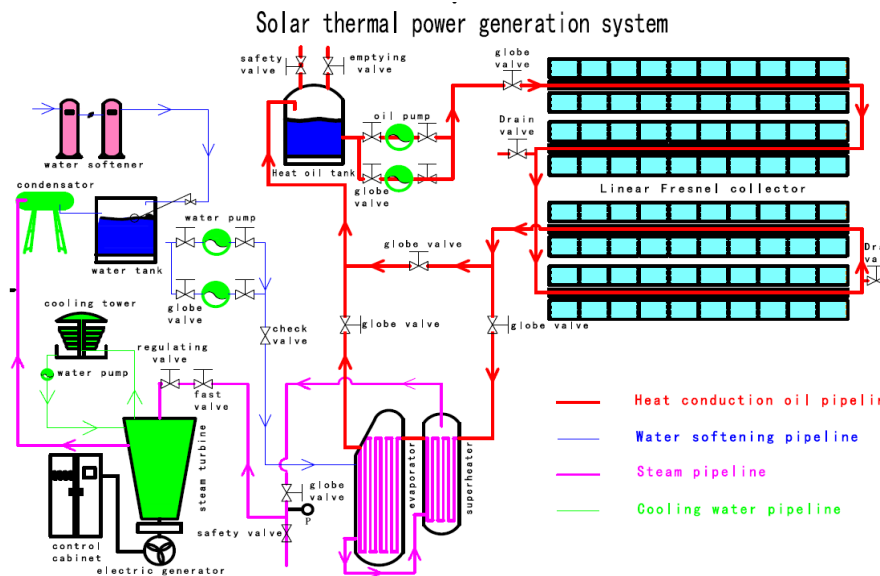 Solar thermal power generation system
safety
valve
emptying
valve
globe
valve
oil pump
Drain
valve
water softener
Heat oil tank
globe
valve
Linear Fresnel collector
condensator
water pump
water tank
globe valve
Drain
val
globe
valve
cooling tower
check
valve
globe valve
globe valve
regulating
valve
water pump
fast
valve
Heat conduction oil pipelin
Water softening pipeline
Steam pipeline
Cooling water pipeline
steam turbine
evaporator
superheater
globe
valve
P
safety valve
control
cabinet
electric generator